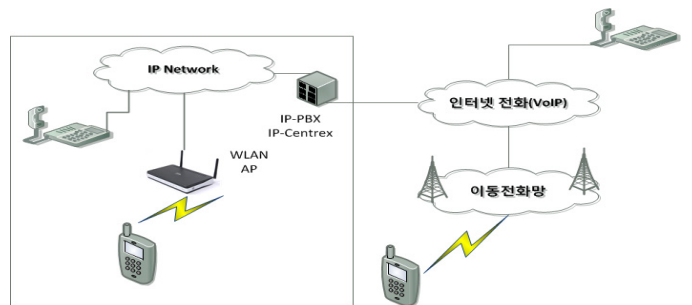 IP Network
인터넷 전화(VoIP)
IP-PBX
IP-Centrex
WLAN
AP
이동전화망